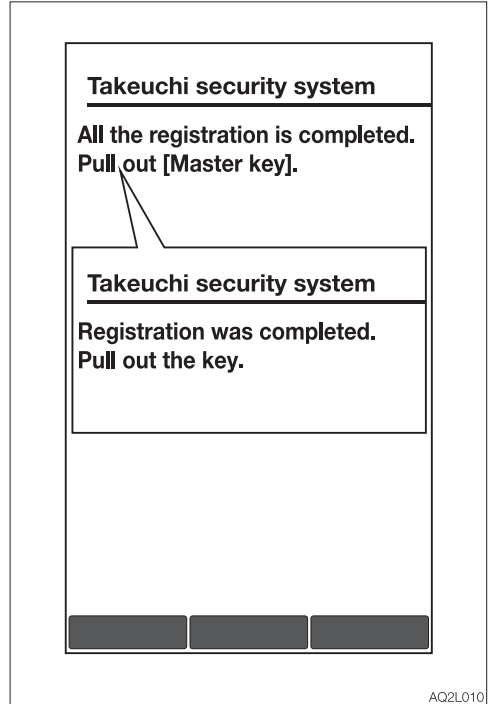 Takeuchi security system
All the registration is completed.
Pull out [Master key].
Takeuchi security system
Registration was completed.
Pull out the key.
AQ2L010